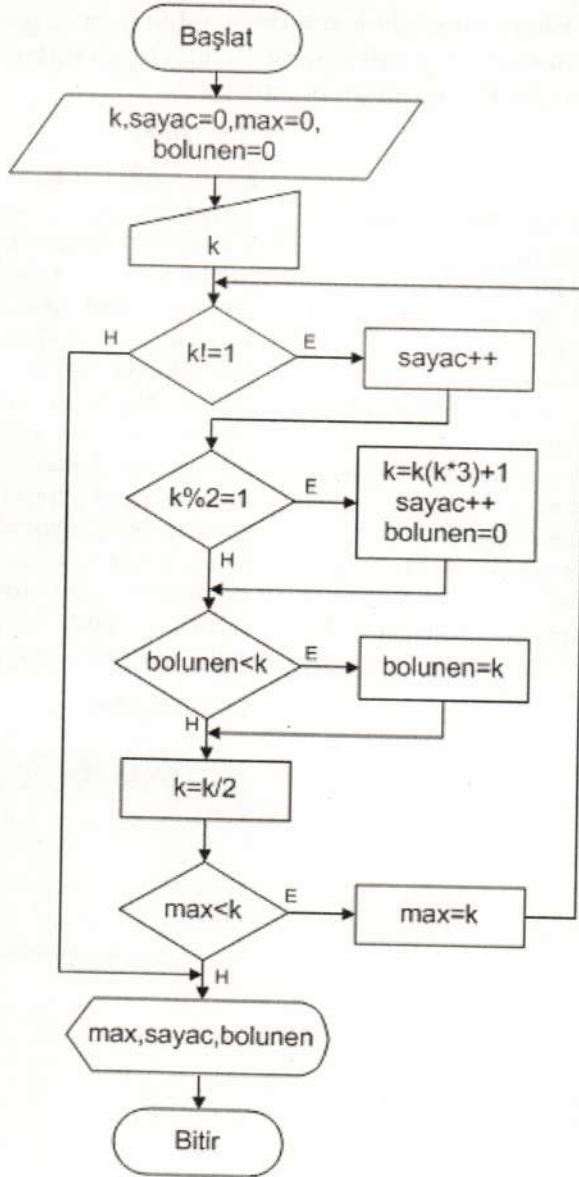 Başlat
k,sayac=0,max=0,
bolunen=0
k
H
k!=1
E
sayac++
k%2=1
E
k=k(k*3)+1
sayac++
bolunen=0
H
bolunen<k
E
bolunen=k
H
k=k/2
max<k
E
max=k
H
max,sayac,bolunen
Bitir